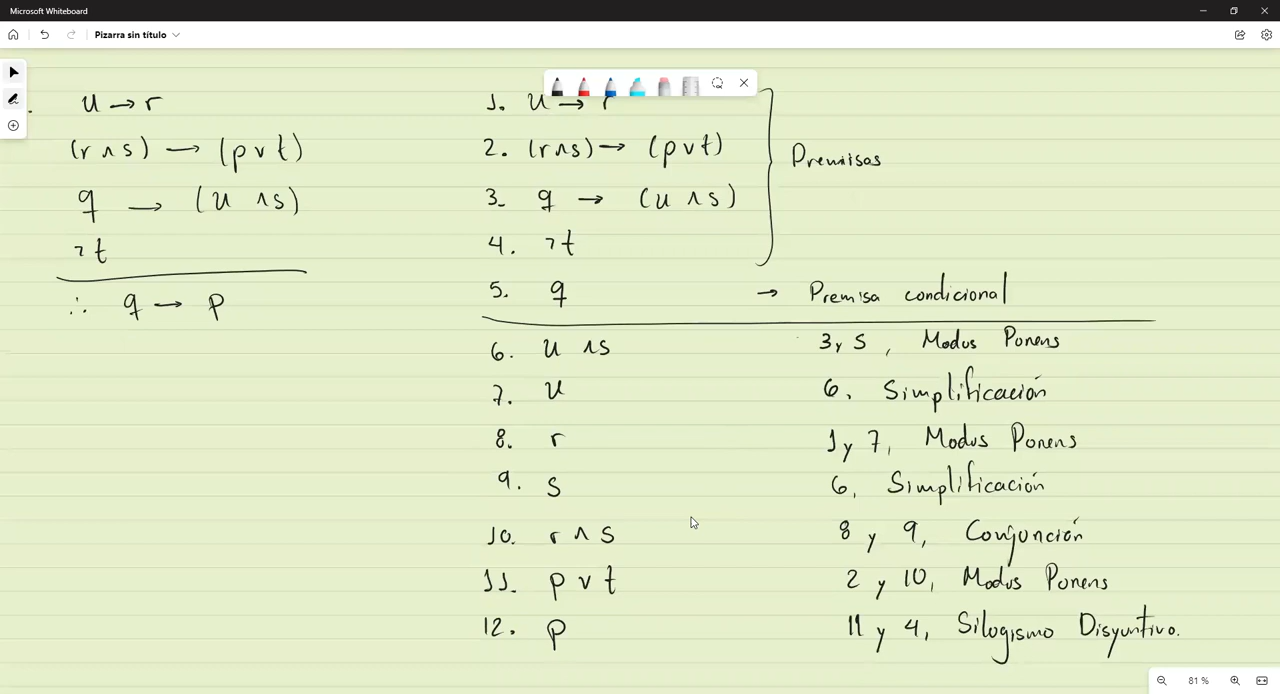 Microsoft Whiteboard
Pizarra sin título
u → r
(r ∧ s) → (p ∨ t)
q → (u ∧ s)
¬ t
∴ q → p
1. u → r
2. (r ∧ s) → (p ∨ t)
3. q → (u ∧ s)
4. ¬ t
Premisas
5. q → Premisa condicional
6. u ∧ s 3 y 5, Modus Ponens
7. u 6, Simplificación
8. r 1 y 7, Modus Ponens
9. s 6, Simplificación
10. r ∧ s 8 y 9, Conjunción
11. p ∨ t 2 y 10, Modus Ponens
12. p 11 y 4, Silogismo Disyuntivo.
81 %